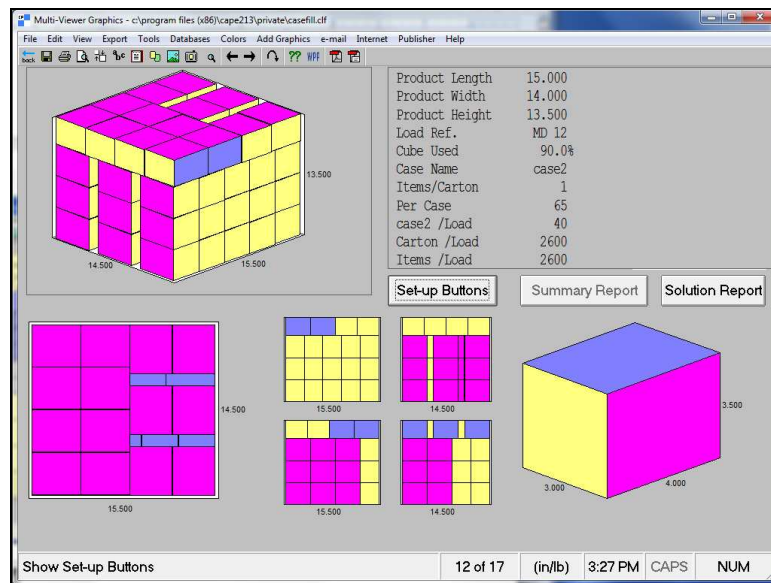 Multi-Viewer Graphics - c:\program files (x86)\cape213\private\casefill.clf
File Edit View Export Tools Databases Colors Add Graphics e-mail Internet Publisher Help
back
?? WPF
Product Length 15.000
Product Width 14.000
Product Height 13.500
Load Ref. MD 12
Cube Used 90.0%
Case Name case2
Items/Carton 1
Per Case 65
case2 /Load 40
Carton /Load 2600
Items /Load 2600
13.500
14.500
15.500
Set-up Buttons
Summary Report
Solution Report
14.500
15.500
15.500
14.500
15.500
14.500
3.500
3.000
4.000
Show Set-up Buttons
12 of 17
(in/lb)
3:27 PM
CAPS
NUM